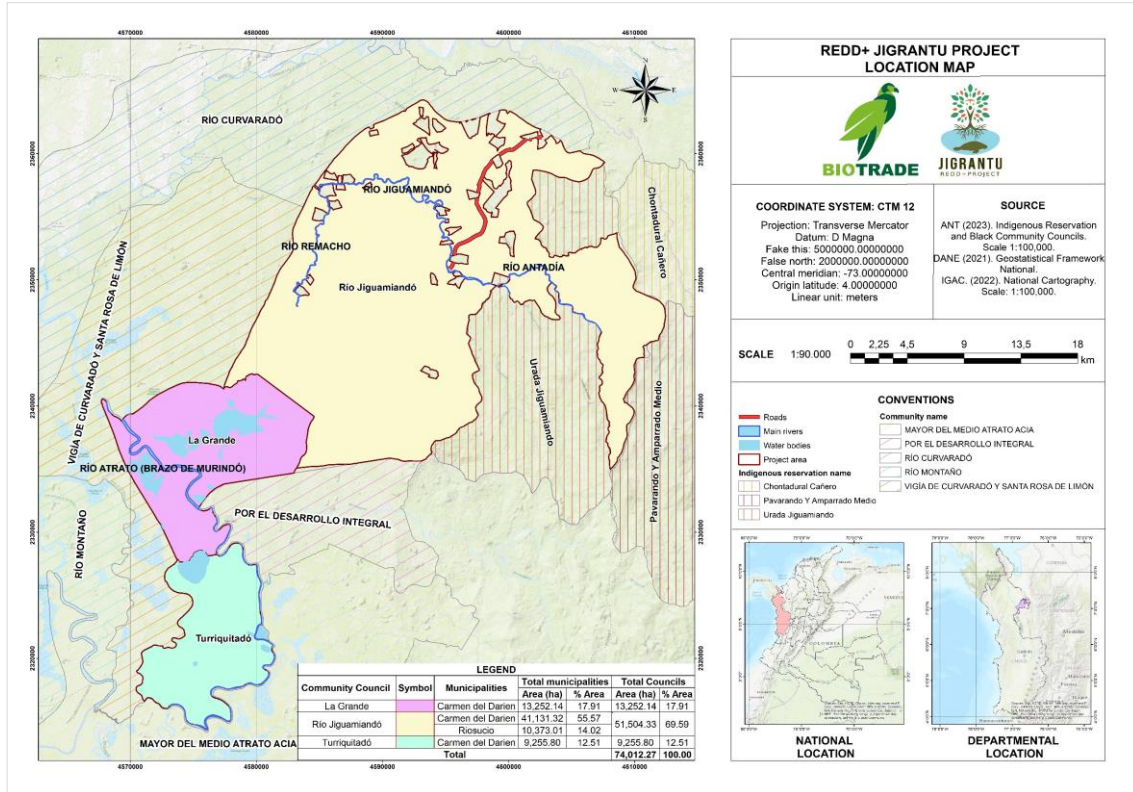 4570000 4580000 4590000 4600000 4610000
2360000
2350000
2340000
2330000
2320000
RÍO CURVARADÓ
RÍO JIGUAMIANDÓ
RÍO REMACHO
RÍO ANTADÍA
Río Jiguamiandó
Chontadural Cañero
Urada Jiguamiando
Pavarando Y Amparrado Medio
VIGÍA DE CURVARADÓ Y SANTA ROSA DE LIMÓN
La Grande
RÍO ATRATO (BRAZO DE MURINDÓ)
POR EL DESARROLLO INTEGRAL
RÍO MONTAÑO
Turriquitadó
MAYOR DEL MEDIO ATRATO ACIA
N
W E
S
LEGEND
Community Council Symbol Municipalities Total municipalities Total Councils
Area (ha) % Area Area (ha) % Area
La Grande Carmen del Darien 13,252.14 17.91 13,252.14 17.91
Río Jiguamiandó Carmen del Darien 41,131.32 55.57 51,504.33 69.59
Riosucio 10,373.01 14.02
Turriquitadó Carmen del Darien 9,255.80 12.51 9,255.80 12.51
Total 74,012.27 100.00
4570000 4580000 4590000 4600000 4610000
REDD+ JIGRANTU PROJECT
LOCATION MAP
BIOTRADE
JIGRANTU
REDD+PROJECT
COORDINATE SYSTEM: CTM 12
Projection: Transverse Mercator
Datum: D Magna
Fake this: 5000000.00000000
False north: 2000000.00000000
Central meridian: -73.00000000
Origin latitude: 4.00000000
Linear unit: meters
SOURCE
ANT (2023). Indigenous Reservation
and Black Community Councils.
Scale 1:100,000.
DANE (2021). Geostatistical Framework
National.
IGAC. (2022). National Cartography.
Scale: 1:100,000.
SCALE 1:90.000
0 2,25 4,5 9 13,5 18
km
CONVENTIONS
Roads
Main rivers
Water bodies
Project area
Indigenous reservation name
Chontadural Cañero
Pavarando Y Amparrado Medio
Urada Jiguamiando
Community name
MAYOR DEL MEDIO ATRATO ACIA
POR EL DESARROLLO INTEGRAL
RÍO CURVARADÓ
RÍO MONTAÑO
VIGÍA DE CURVARADÓ Y SANTA ROSA DE LIMÓN
COLOMBIA
NATIONAL
LOCATION
DEPARTMENTAL
LOCATION